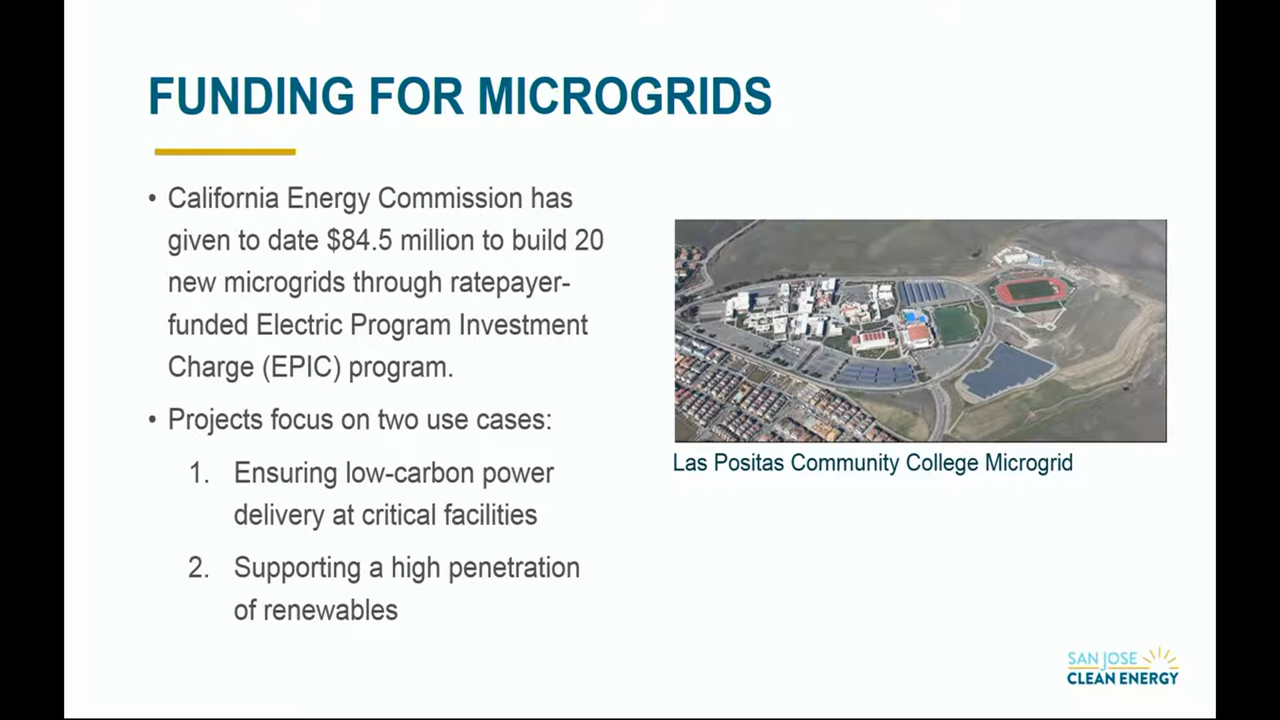 FUNDING FOR MICROGRIDS
• California Energy Commission has
given to date $84.5 million to build 20
new microgrids through ratepayer-
funded Electric Program Investment
Charge (EPIC) program.
• Projects focus on two use cases:
1. Ensuring low-carbon power
delivery at critical facilities
2. Supporting a high penetration
of renewables
Las Positas Community College Microgrid
SAN JOSE
CLEAN ENERGY